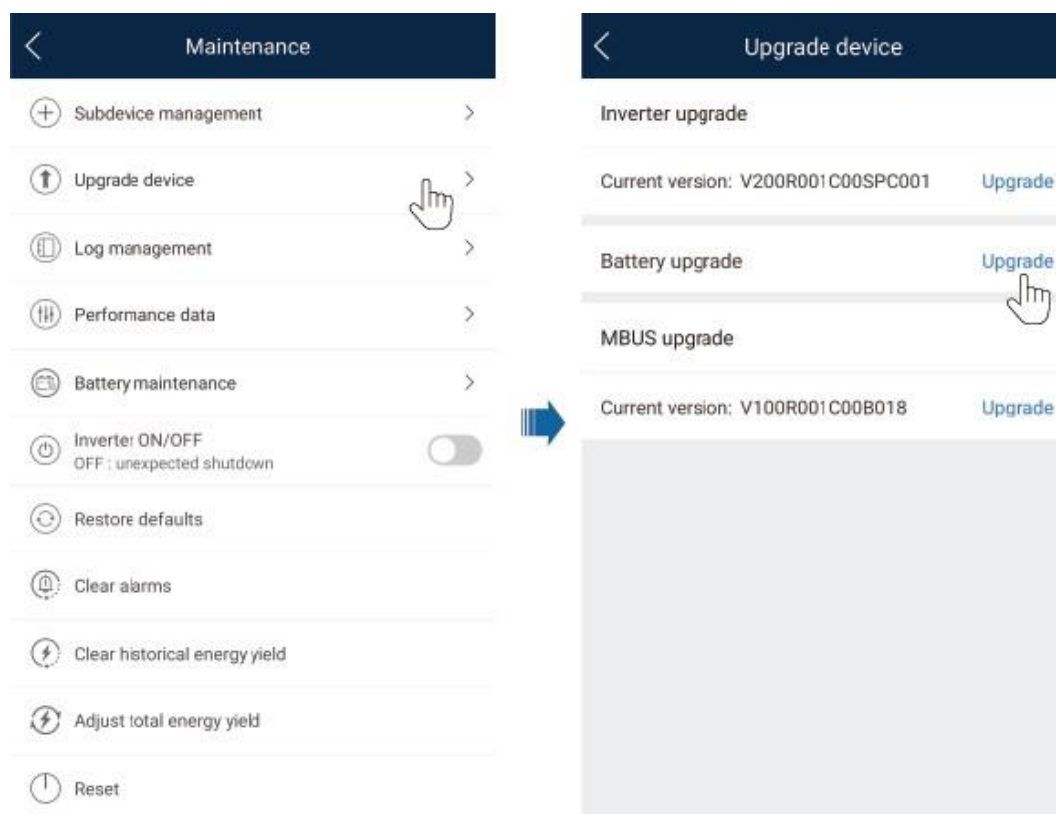 Maintenance
Subdevice management
Upgrade device
Log management
Performance data
Battery maintenance
Inverter ON/OFF
OFF : unexpected shutdown
Restore defaults
Clear alarms
Clear historical energy yield
Adjust total energy yield
Reset
Upgrade device
Inverter upgrade
Current version: V200R001C00SPC001 Upgrade
Battery upgrade Upgrade
MBUS upgrade
Current version: V100R001C00B018 Upgrade